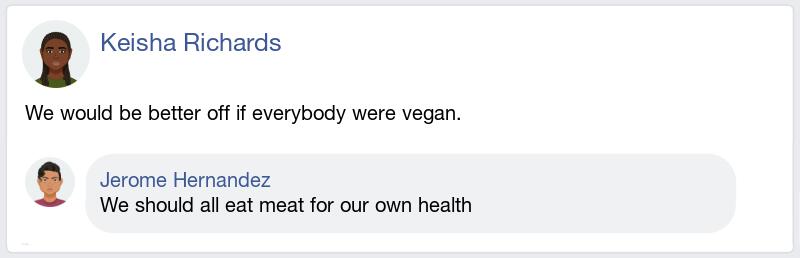 Keisha Richards
We would be better off if everybody were vegan.
Jerome Hernandez
We should all eat meat for our own health